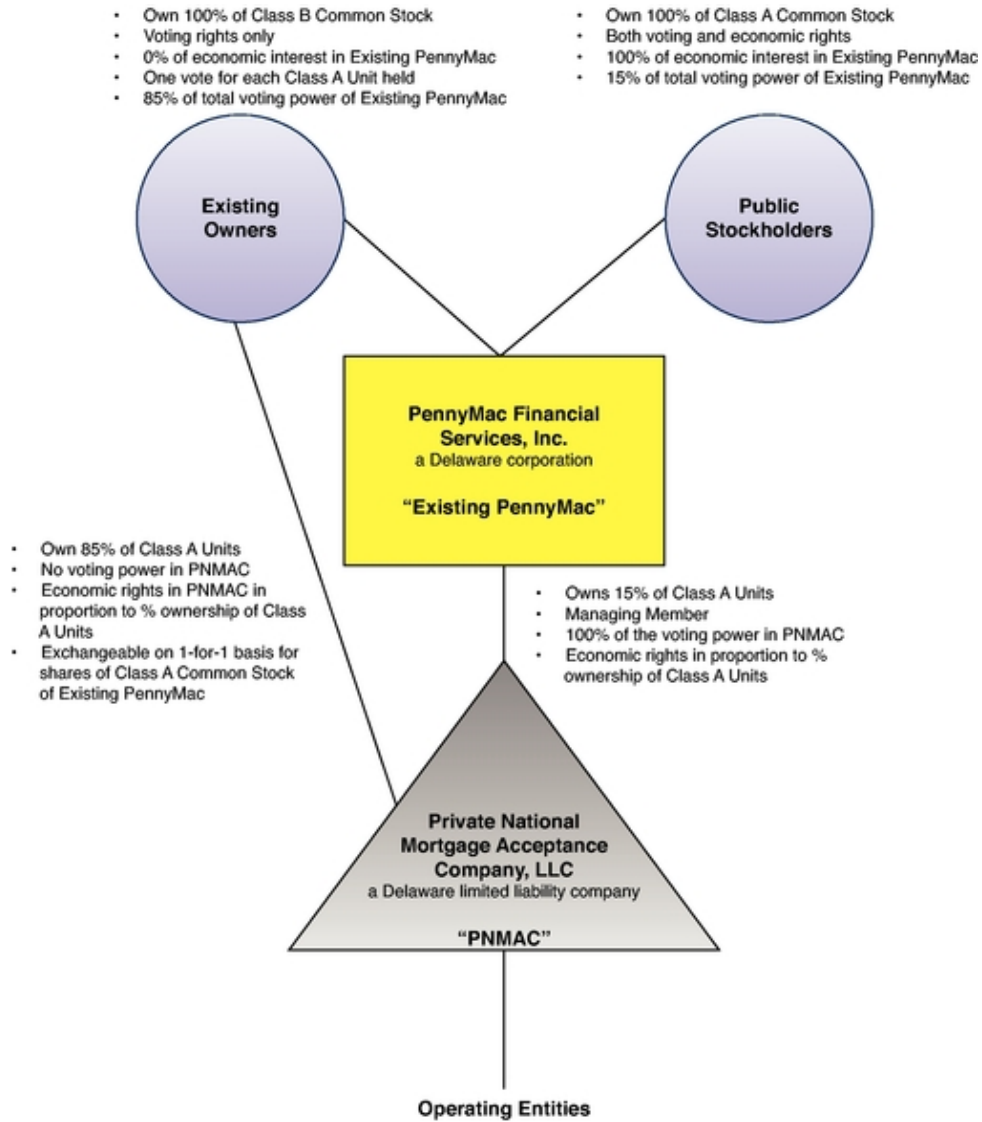 • Own 100% of Class B Common Stock
• Voting rights only
• 0% of economic interest in Existing PennyMac
• One vote for each Class A Unit held
• 85% of total voting power of Existing PennyMac
• Own 100% of Class A Common Stock
• Both voting and economic rights
• 100% of economic interest in Existing PennyMac
• 15% of total voting power of Existing PennyMac
Existing
Owners
Public
Stockholders
PennyMac Financial
Services, Inc.
a Delaware corporation
“Existing PennyMac”
• Own 85% of Class A Units
• No voting power in PNMAC
• Economic rights in PNMAC in
proportion to % ownership of Class
A Units
• Exchangeable on 1-for-1 basis for
shares of Class A Common Stock
of Existing PennyMac
• Owns 15% of Class A Units
• Managing Member
• 100% of the voting power in PNMAC
• Economic rights in proportion to %
ownership of Class A Units
Private National
Mortgage Acceptance
Company, LLC
a Delaware limited liability company
“PNMAC”
Operating Entities